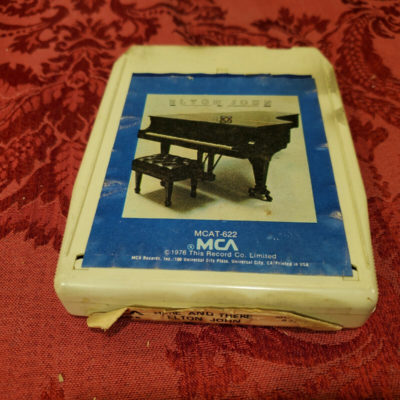 ELTON JOHN
MCAT-622
® MCA
©1976 This Record Co. Limited
MCA Records, Inc./100 Universal City Plaza, Universal City, CA/Printed in USA
HERE AND THERE
ELTON JOHN